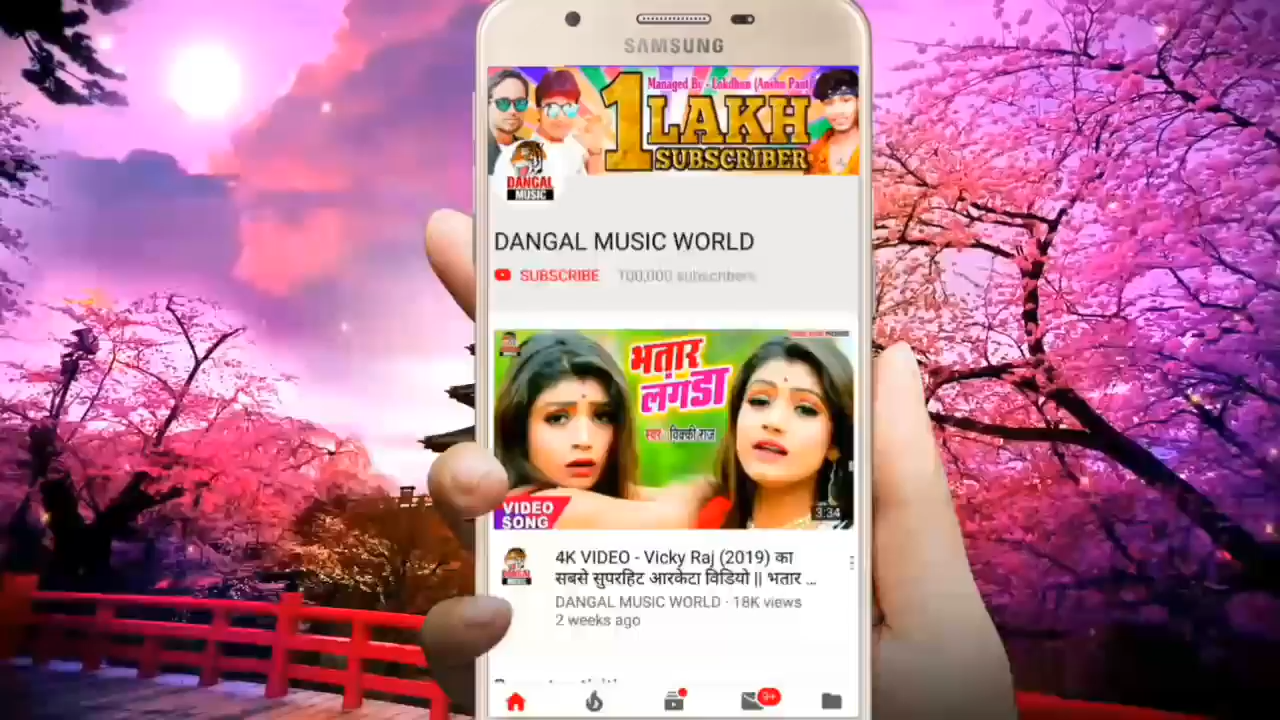 SAMSUNG
Managed By - Lokdhun (Anshu Pant)
1 LAKH
SUBSCRIBER
DANGAL
MUSIC
DANGAL MUSIC WORLD
SUBSCRIBE 100,000 subscribers
भतार
लगंडा
स्वर विक्की राज
VIDEO
SONG
3:34
4K VIDEO - Vicky Raj (2019) का
सबसे सुपरहिट आरकेटा विडियो || भतार ...
DANGAL MUSIC WORLD · 18K views
2 weeks ago
9+